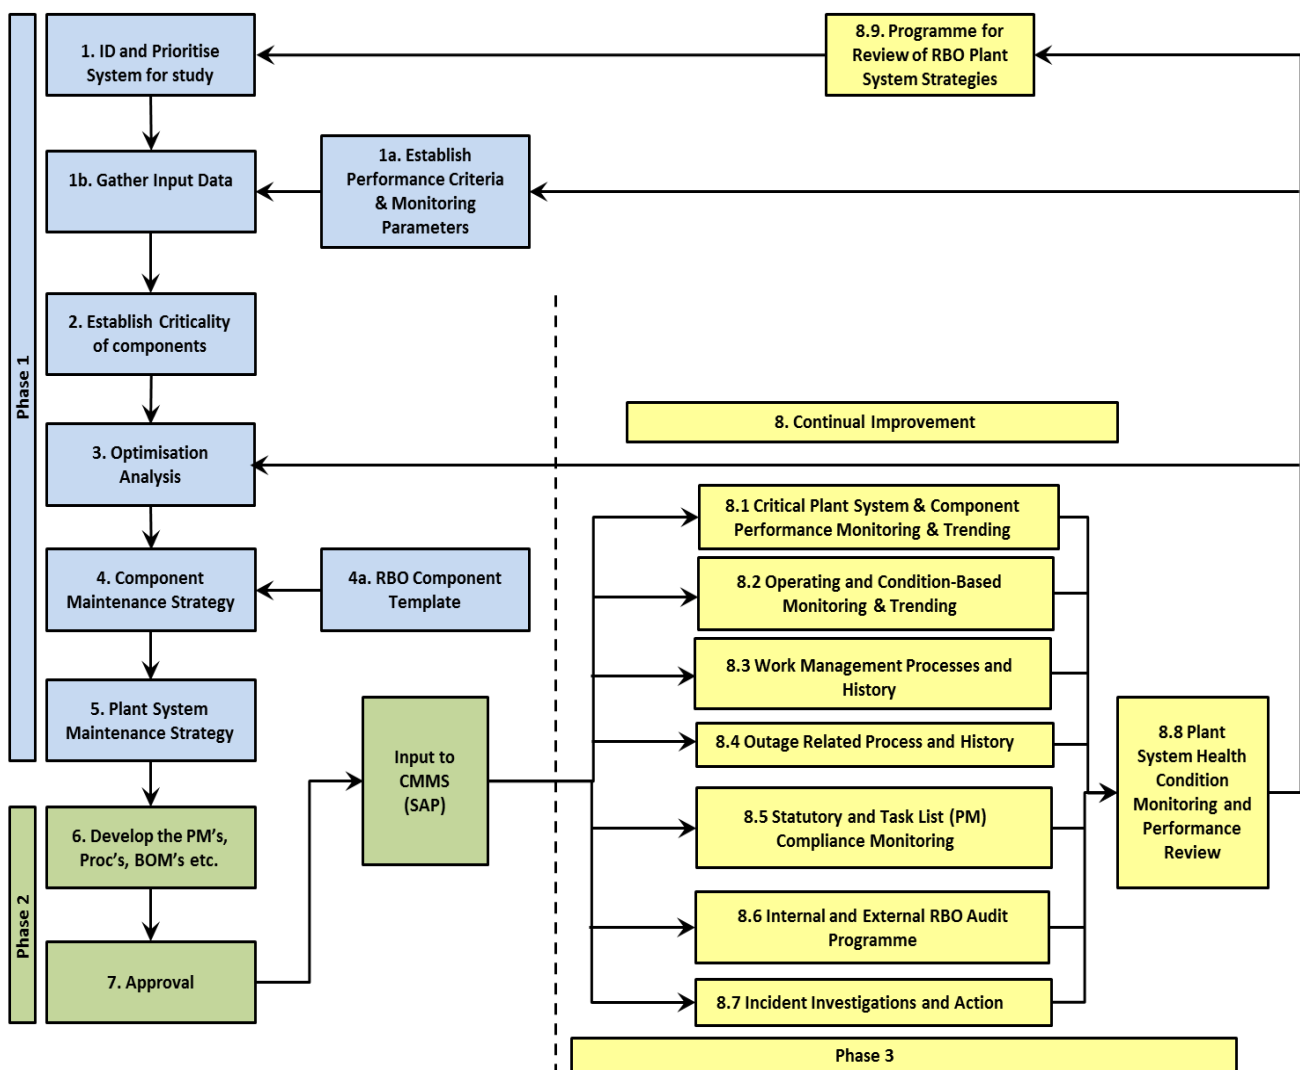 Phase 1
1. ID and Prioritise
System for study
8.9. Programme for
Review of RBO Plant
System Strategies
1b. Gather Input Data
1a. Establish
Performance Criteria
& Monitoring
Parameters
2. Establish Criticality
of components
8. Continual Improvement
3. Optimisation
Analysis
4. Component
Maintenance Strategy
4a. RBO Component
Template
5. Plant System
Maintenance Strategy
Phase 2
6. Develop the PM's,
Proc's, BOM's etc.
7. Approval
Input to
CMMS
(SAP)
8.1 Critical Plant System & Component
Performance Monitoring & Trending
8.2 Operating and Condition-Based
Monitoring & Trending
8.3 Work Management Processes and
History
8.4 Outage Related Process and History
8.5 Statutory and Task List (PM)
Compliance Monitoring
8.6 Internal and External RBO Audit
Programme
8.7 Incident Investigations and Action
8.8 Plant
System Health
Condition
Monitoring and
Performance
Review
Phase 3